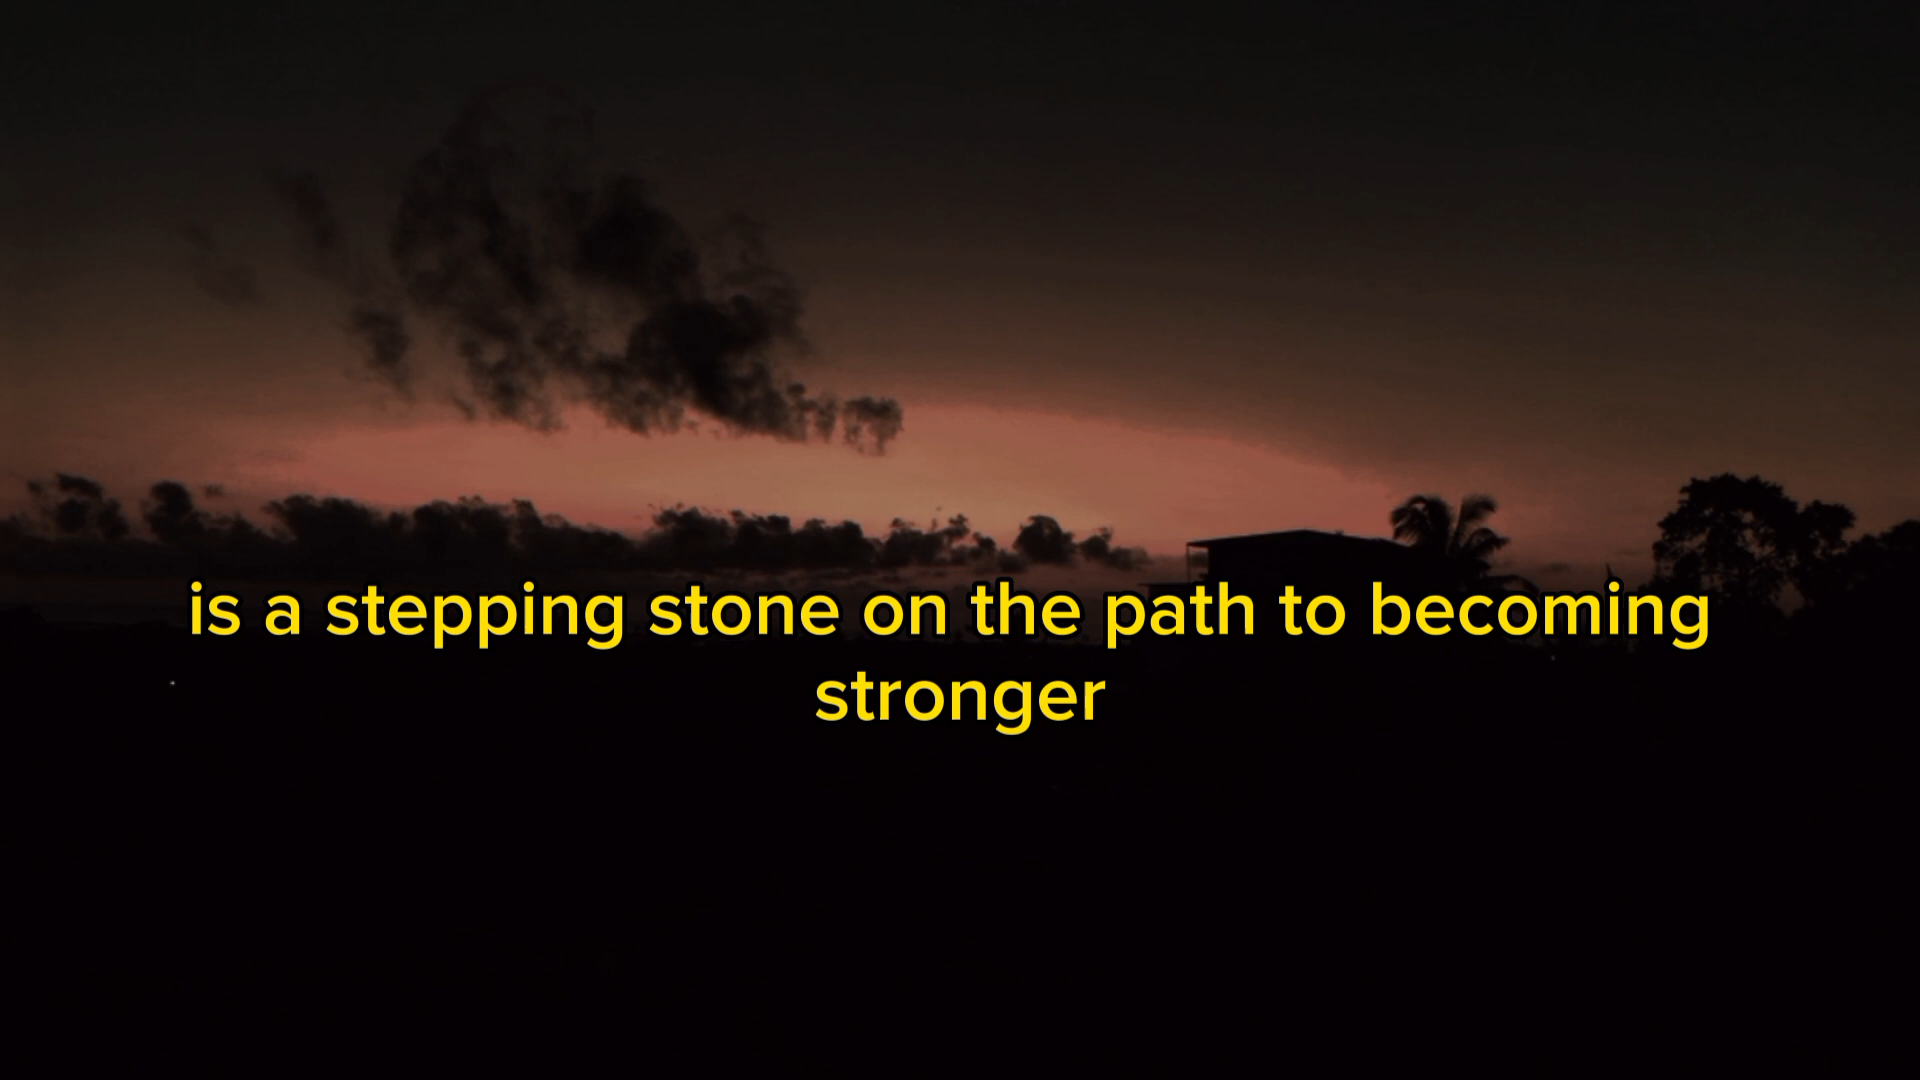 is a stepping stone on the path to becoming
stronger